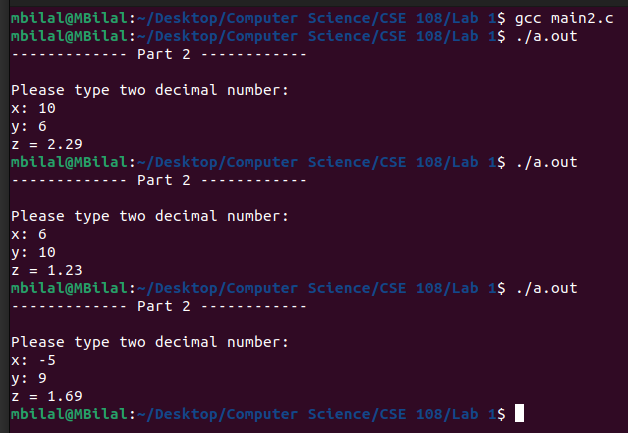 mbilal@MBilal:~/Desktop/Computer Science/CSE 108/Lab 1$ gcc main2.c
mbilal@MBilal:~/Desktop/Computer Science/CSE 108/Lab 1$ ./a.out
------------- Part 2 ------------
Please type two decimal number:
x: 10
y: 6
z = 2.29
mbilal@MBilal:~/Desktop/Computer Science/CSE 108/Lab 1$ ./a.out
------------- Part 2 ------------
Please type two decimal number:
x: 6
y: 10
z = 1.23
mbilal@MBilal:~/Desktop/Computer Science/CSE 108/Lab 1$ ./a.out
------------- Part 2 ------------
Please type two decimal number:
x: -5
y: 9
z = 1.69
mbilal@MBilal:~/Desktop/Computer Science/CSE 108/Lab 1$